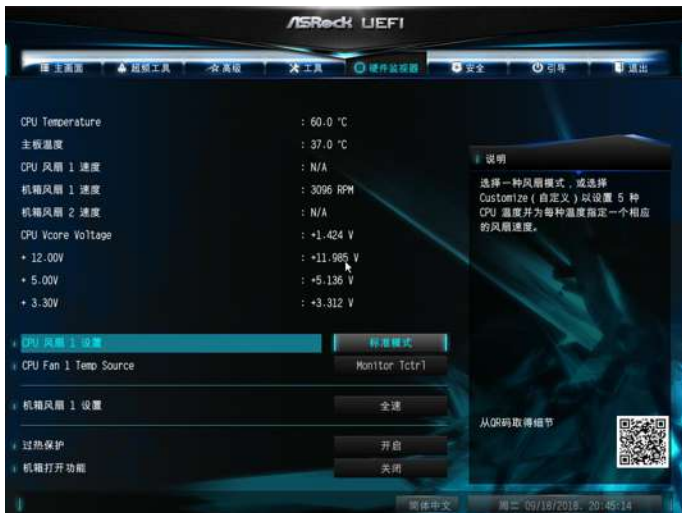 ASRock UEFI
主画面 超频工具 高级 工具 硬件监视器 安全 引导 退出
CPU Temperature : 60.0 °C
主板温度 : 37.0 °C
CPU 风扇 1 速度 : N/A
机箱风扇 1 速度 : 3096 RPM
机箱风扇 2 速度 : N/A
CPU Vcore Voltage : +1.424 V
+ 12.00V : +11.985 V
+ 5.00V : +5.136 V
+ 3.30V : +3.312 V
CPU 风扇 1 设置 标准模式
CPU Fan 1 Temp Source Monitor Tctrl
机箱风扇 1 设置 全速
过热保护 开启
机箱打开功能 关闭
说明
选择一种风扇模式，或选择
Customize（自定义）以设置 5 种
CPU 温度并为每种温度指定一个相应
的风扇速度。
从QR码取得细节
简体中文 周二 09/18/2018. 20:45:14